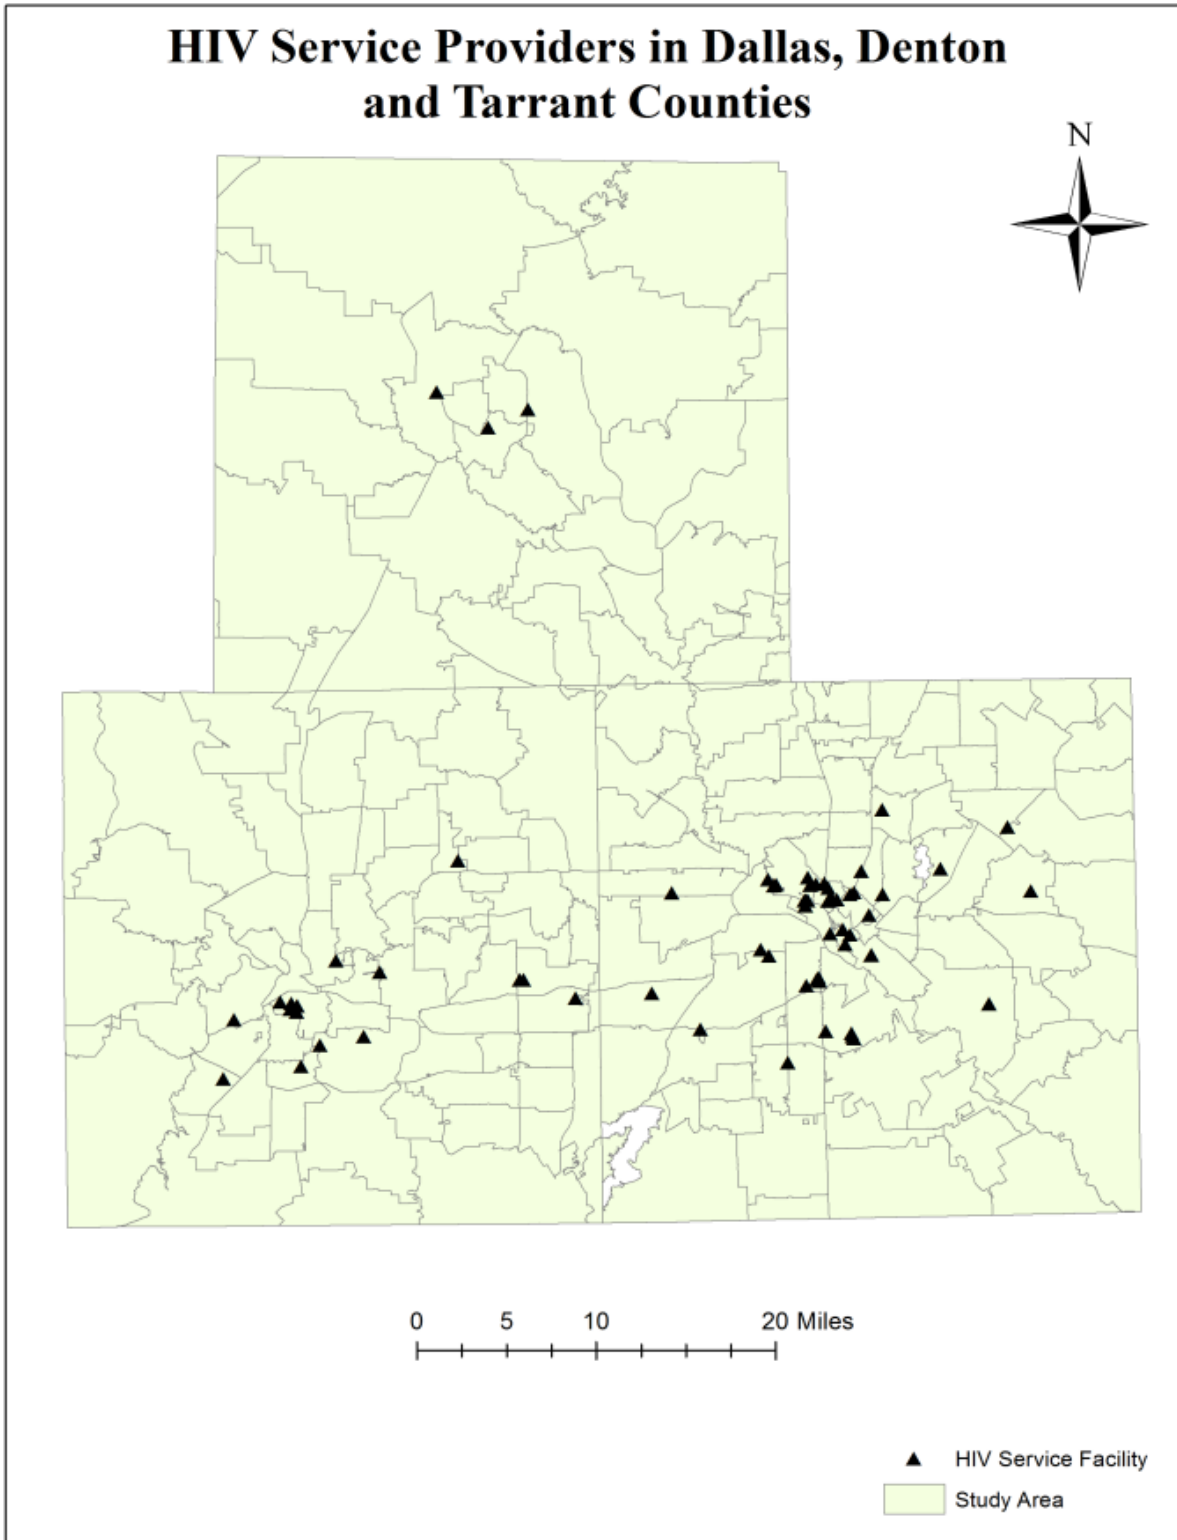 HIV Service Providers in Dallas, Denton
and Tarrant Counties
N
0 5 10 20 Miles
HIV Service Facility
Study Area